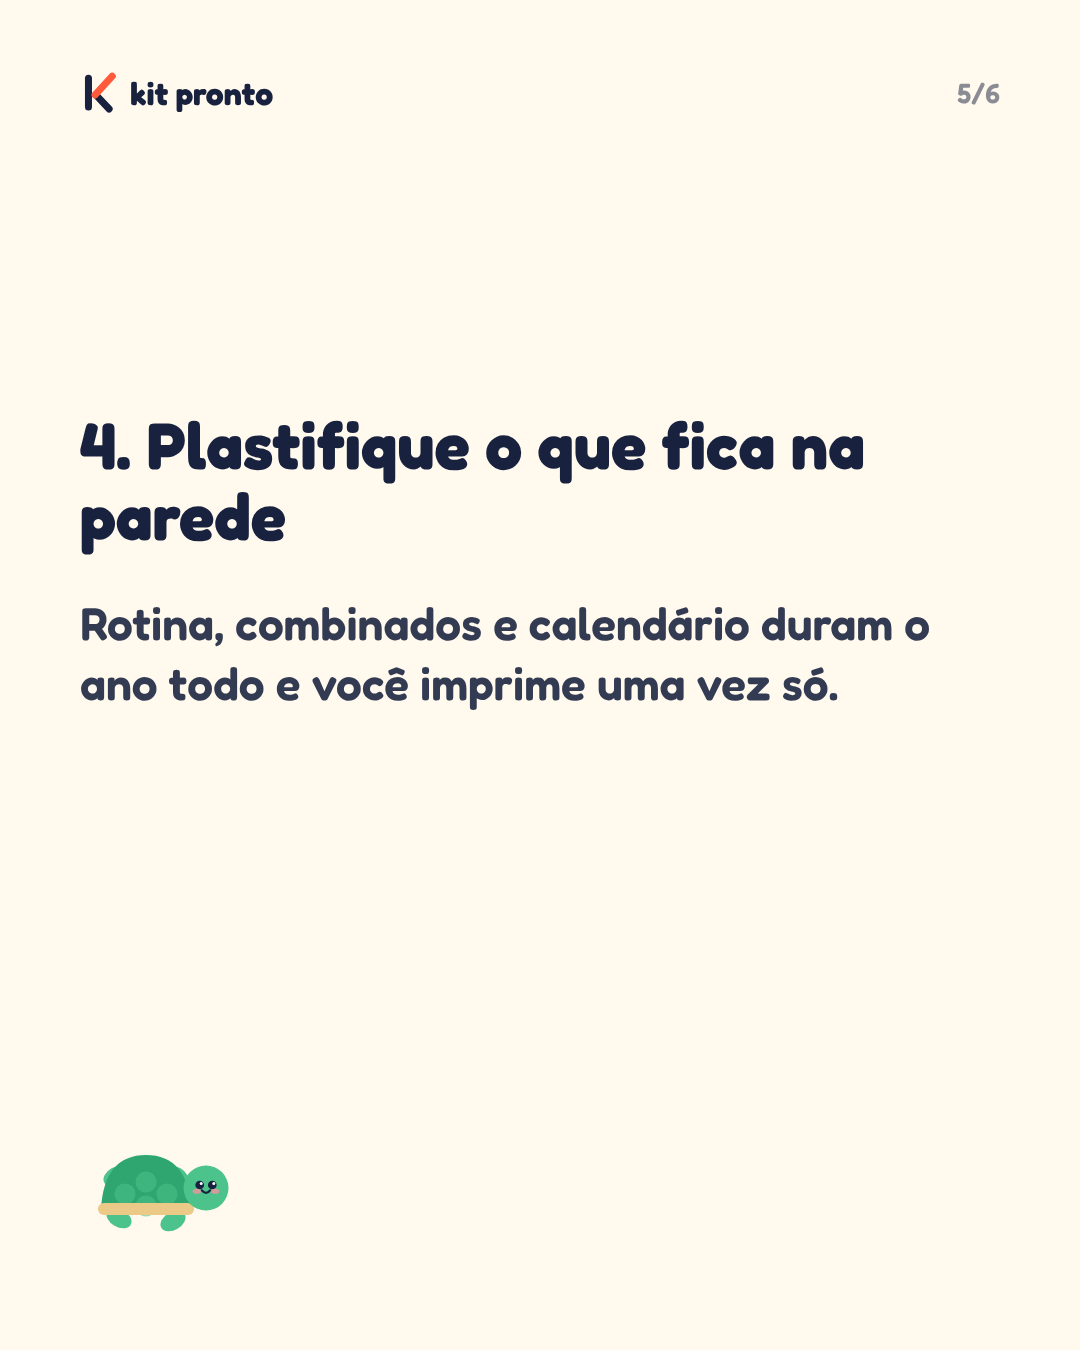 kit pronto
5/6
4. Plastifique o que fica na
parede
Rotina, combinados e calendário duram o
ano todo e você imprime uma vez só.